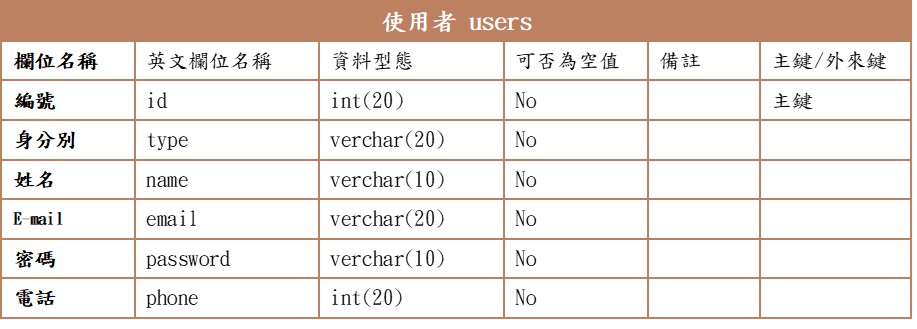 使用者 users
欄位名稱 英文欄位名稱 資料型態 可否為空值 備註 主鍵/外來鍵
編號 id int(20) No 主鍵
身分別 type verchar(20) No
姓名 name verchar(10) No
E-mail email verchar(20) No
密碼 password verchar(10) No
電話 phone int(20) No